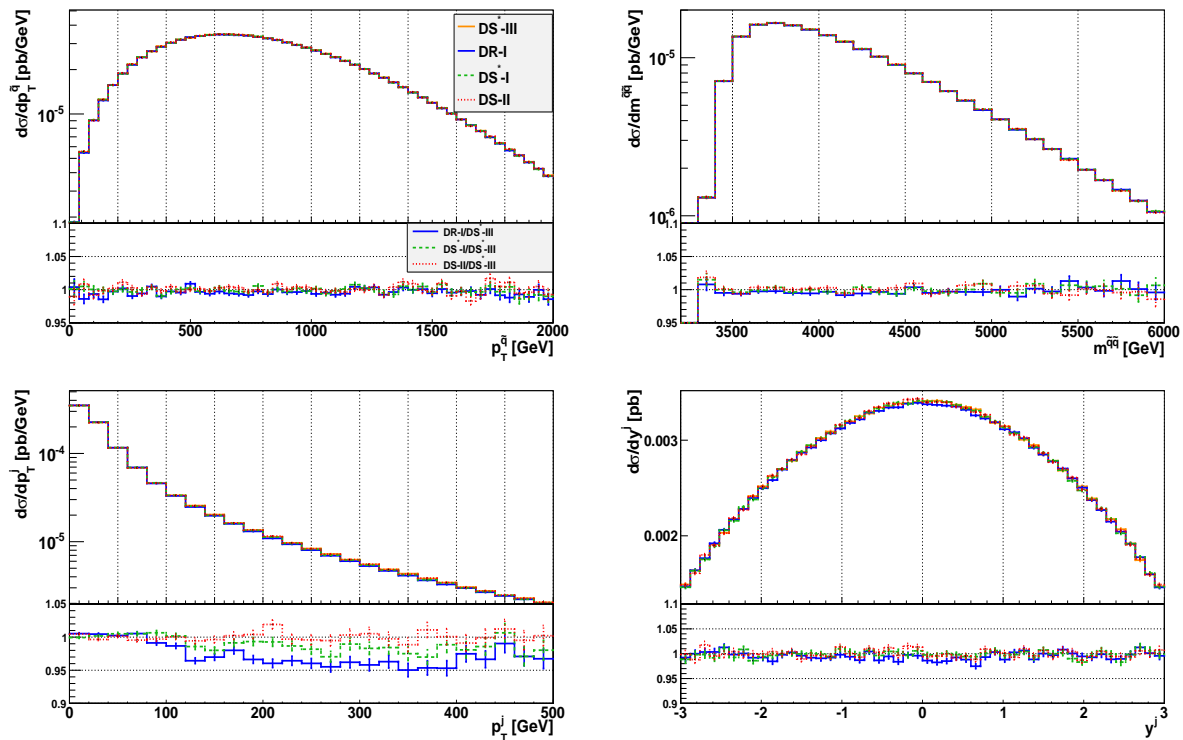 dσ/dp_T^q̃ [pb/GeV]
10⁻⁵
DS*-III
DR-I
DS*-I
DS-II
1.1
1.05
1
0.95
DR-I/DS*-III
DS*-I/DS*-III
DS-II/DS*-III
0 500 1000 1500 2000
p_T^q̃ [GeV]
dσ/dm^q̃q̃ [pb/GeV]
10⁻⁵
10⁻⁶
1.1
1.05
1
0.95
3500 4000 4500 5000 5500 6000
m^q̃q̃ [GeV]
dσ/dp_T^j [pb/GeV]
10⁻⁴
10⁻⁵
1.05
1
0.95
0.9
0 100 200 300 400 500
p_T^j [GeV]
dσ/dy^j [pb]
0.003
0.002
1.1
1.05
1
0.95
0.9
-3 -2 -1 0 1 2 3
y^j